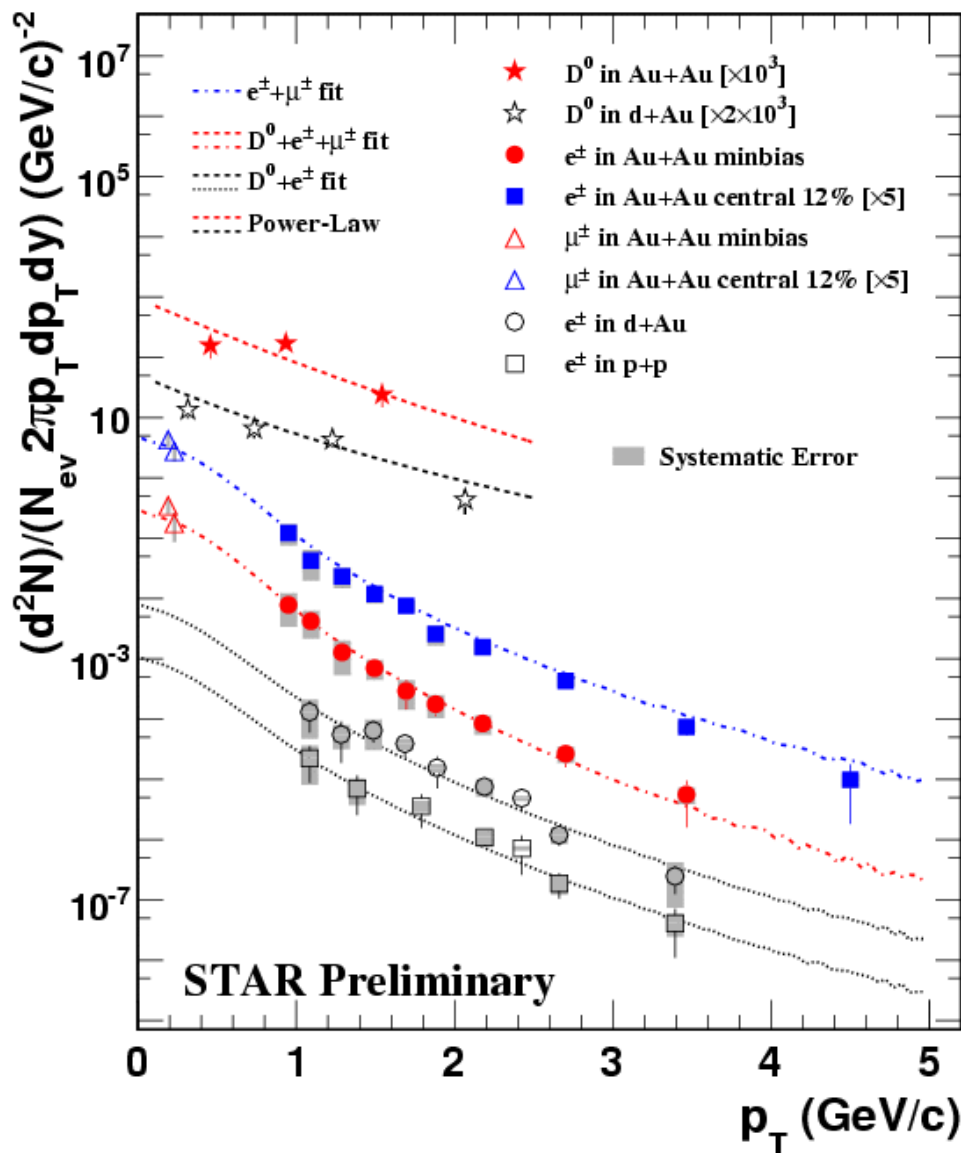 (d²N)/(N_ev 2πp_T dp_T dy) (GeV/c)⁻²
10⁷
10⁵
10
10⁻³
10⁻⁷
e±+μ± fit
D⁰+e±+μ± fit
D⁰+e± fit
Power-Law
D⁰ in Au+Au [×10³]
D⁰ in d+Au [×2×10³]
e± in Au+Au minbias
e± in Au+Au central 12% [×5]
μ± in Au+Au minbias
μ± in Au+Au central 12% [×5]
e± in d+Au
e± in p+p
Systematic Error
STAR Preliminary
0 1 2 3 4 5
p_T (GeV/c)